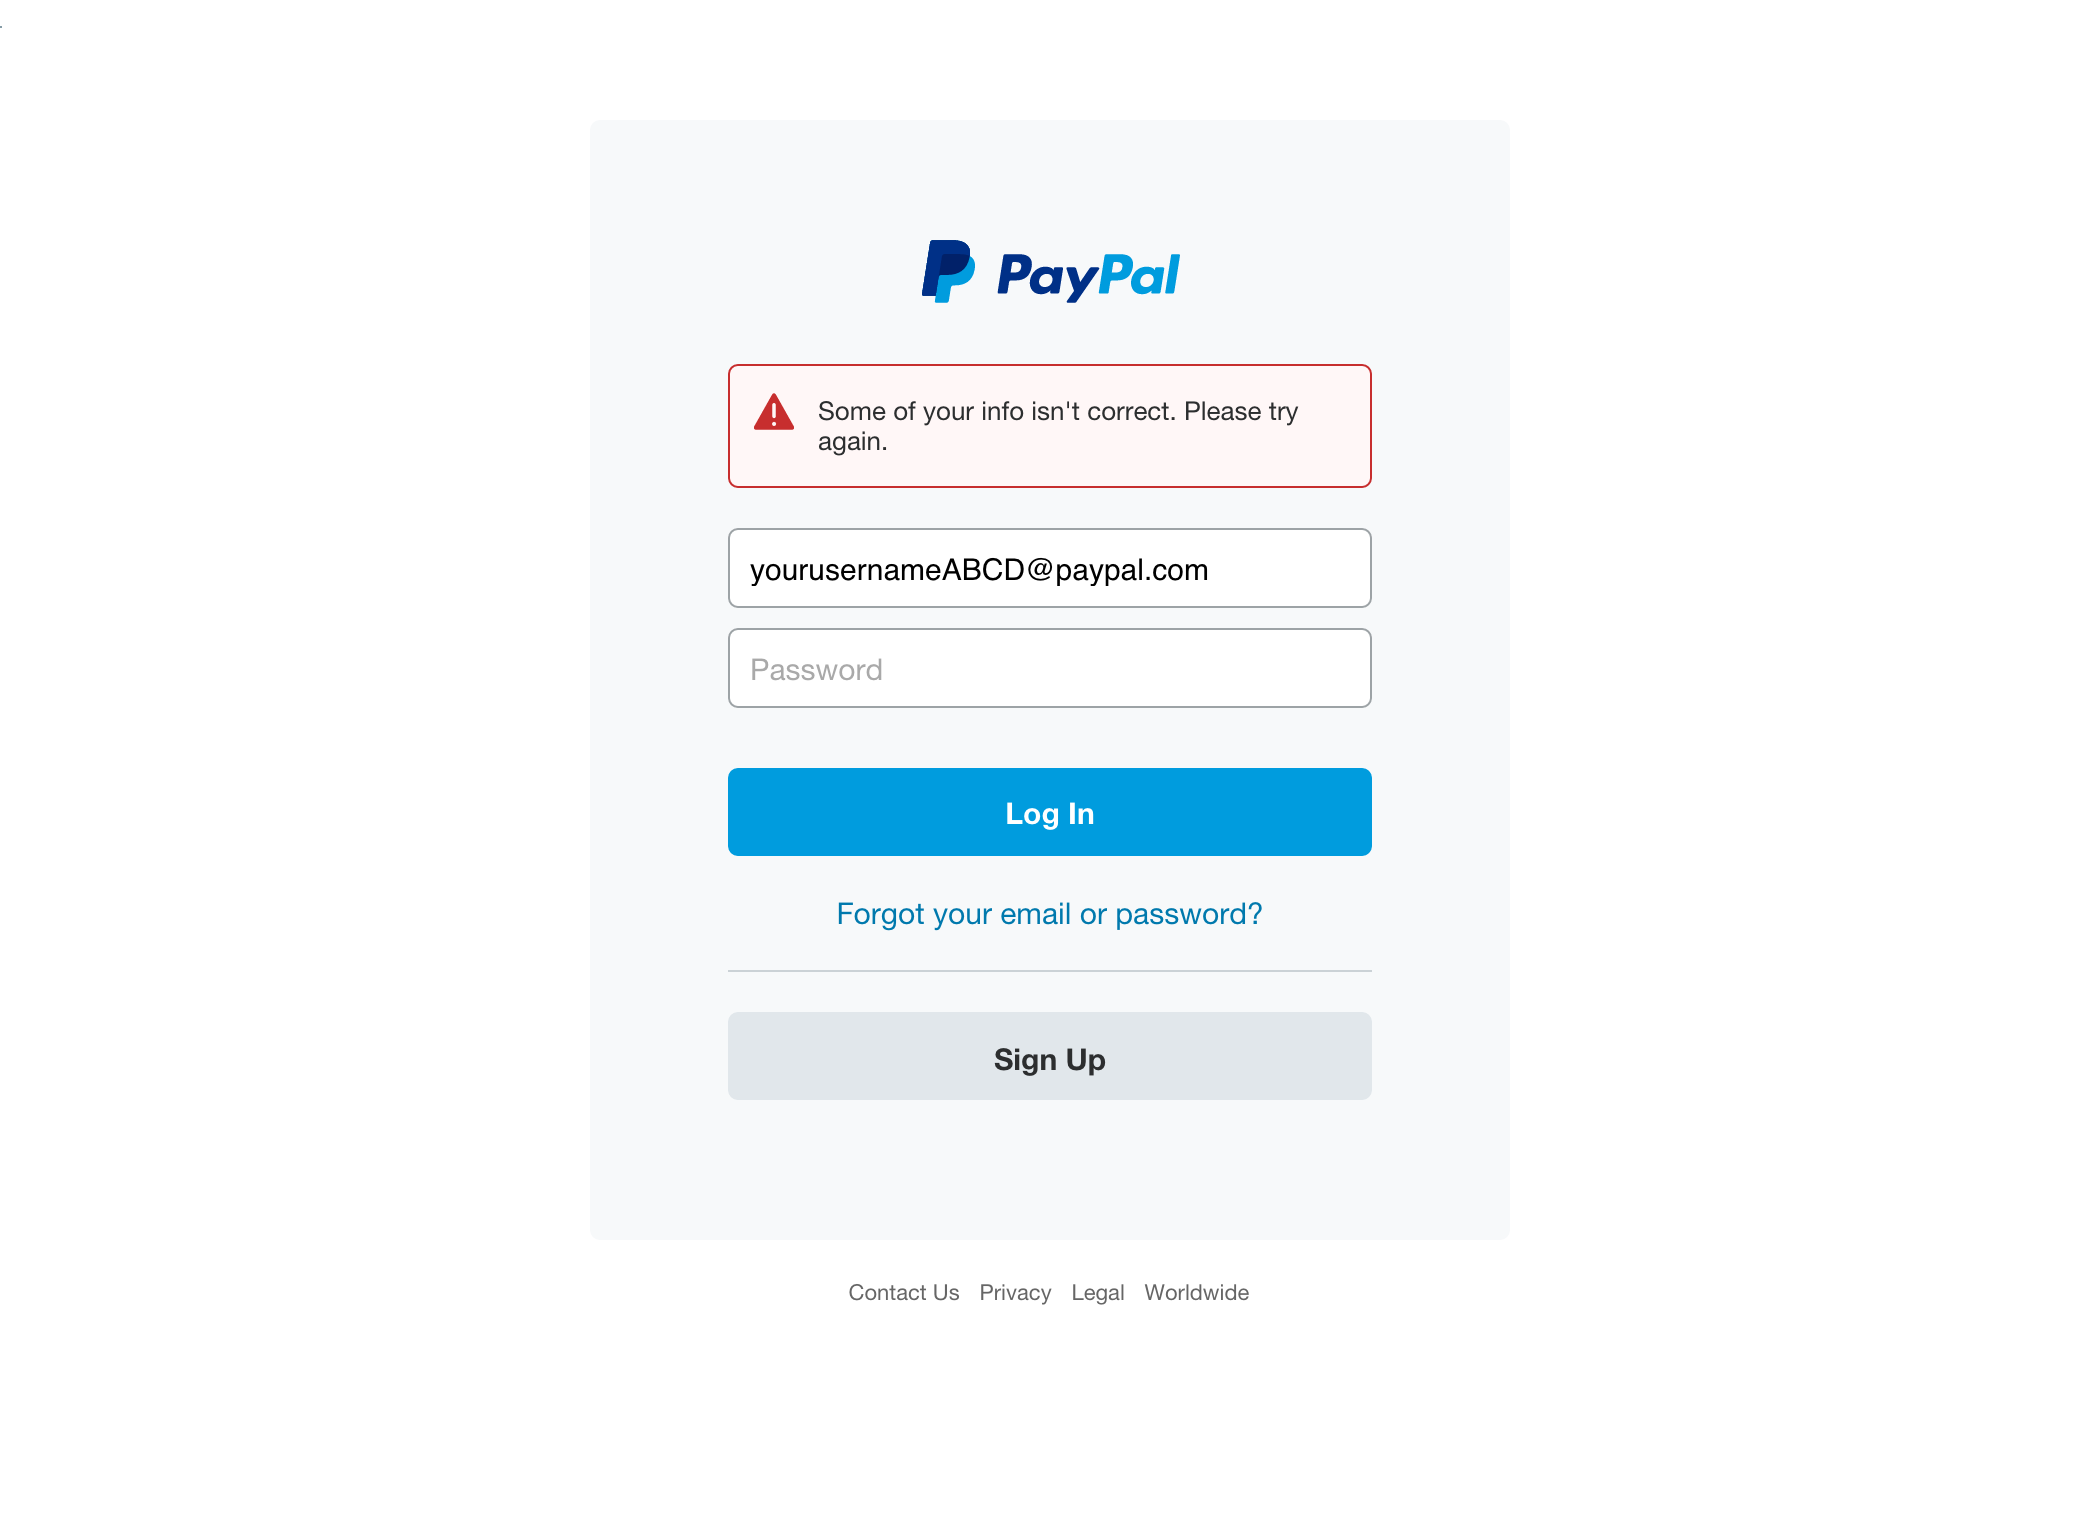 PayPal
Some of your info isn't correct. Please try
again.
yourusernameABCD@paypal.com
Password
Log In
Forgot your email or password?
Sign Up
Contact Us Privacy Legal Worldwide